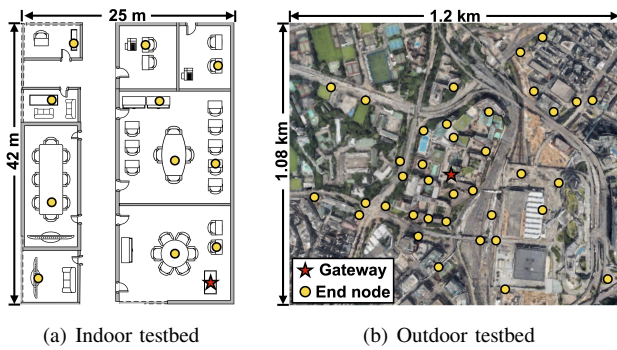 25 m
42 m
1.2 km
1.08 km
Gateway
End node
(a) Indoor testbed
(b) Outdoor testbed